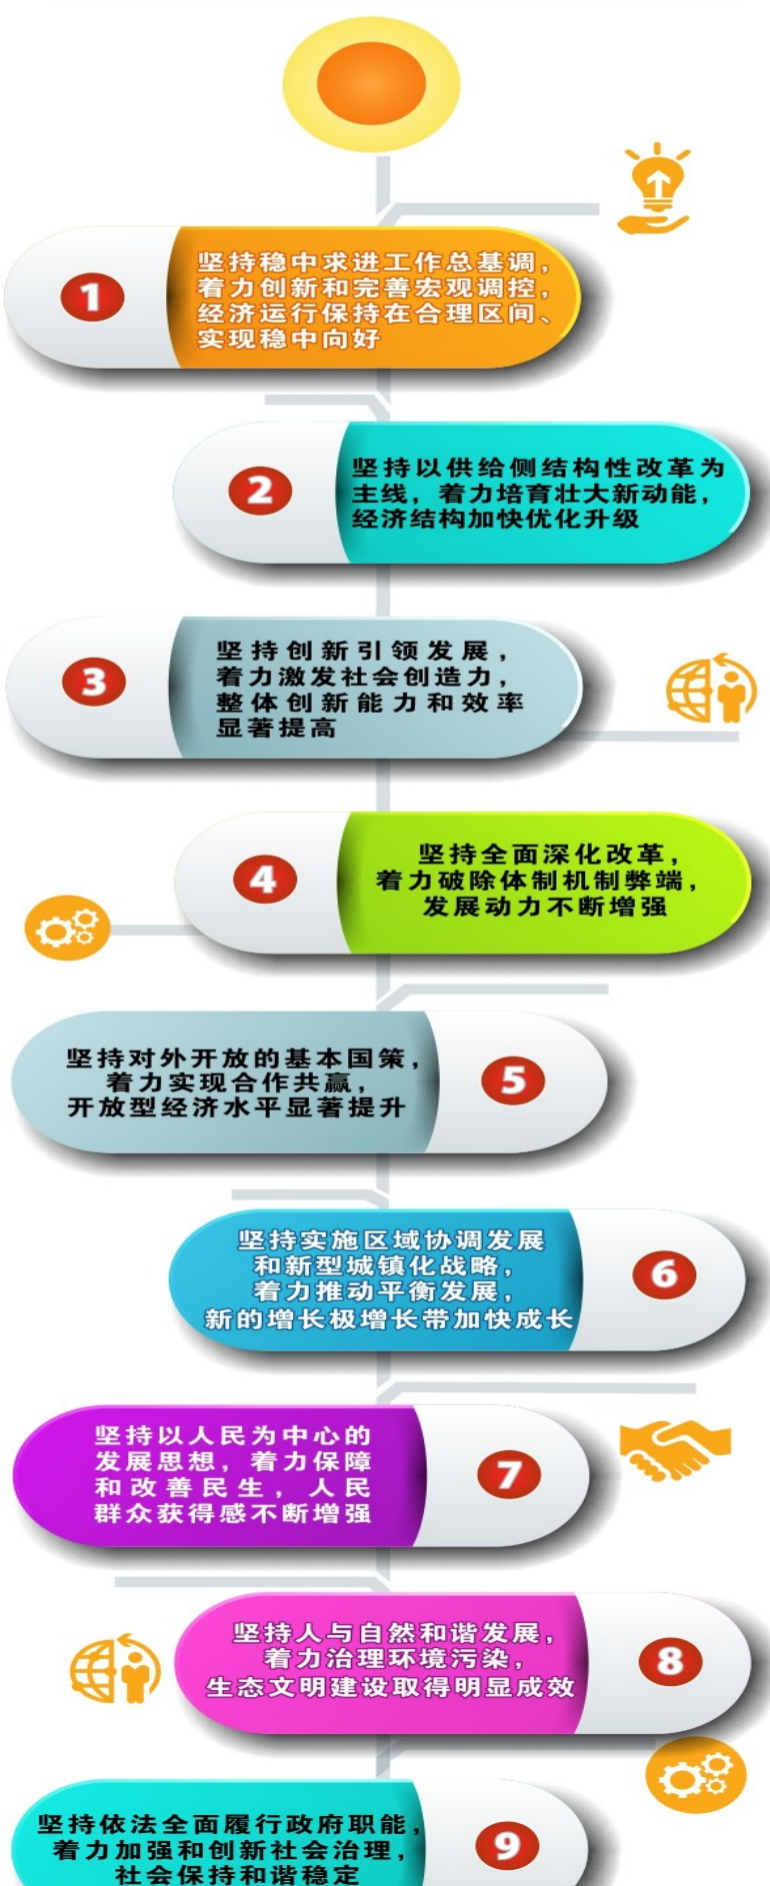 1
坚持稳中求进工作总基调，
着力创新和完善宏观调控，
经济运行保持在合理区间、
实现稳中向好
2
坚持以供给侧结构性改革为
主线，着力培育壮大新动能，
经济结构加快优化升级
3
坚持创新引领发展，
着力激发社会创造力，
整体创新能力和效率
显著提高
4
坚持全面深化改革，
着力破除体制机制弊端，
发展动力不断增强
坚持对外开放的基本国策，
着力实现合作共赢，
开放型经济水平显著提升
5
坚持实施区域协调发展
和新型城镇化战略，
着力推动平衡发展，
新的增长极增长带加快成长
6
坚持以人民为中心的
发展思想，着力保障
和改善民生，人民
群众获得感不断增强
7
坚持人与自然和谐发展，
着力治理环境污染，
生态文明建设取得明显成效
8
坚持依法全面履行政府职能，
着力加强和创新社会治理，
社会保持和谐稳定
9